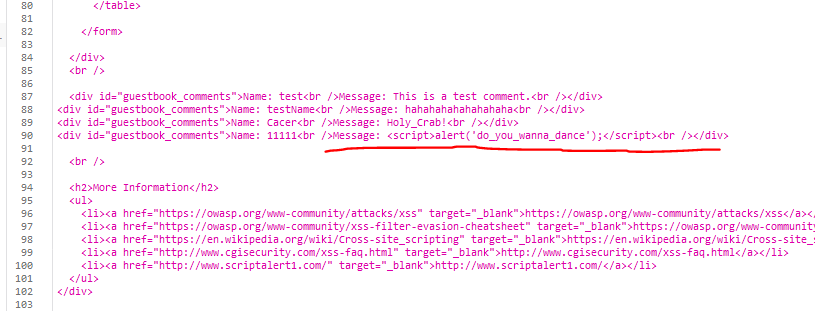 80 </table>
81
82 </form>
83
84 </div>
85 <br />
86
87 <div id="guestbook_comments">Name: test<br />Message: This is a test comment.<br /></div>
88 <div id="guestbook_comments">Name: testName<br />Message: hahahahahahahahaha<br /></div>
89 <div id="guestbook_comments">Name: Cacer<br />Message: Holy_Crab!<br /></div>
90 <div id="guestbook_comments">Name: 11111<br />Message: <script>alert('do_you_wanna_dance');</script><br /></div>
91
92 <br />
93
94 <h2>More Information</h2>
95 <ul>
96 <li><a href="https://owasp.org/www-community/attacks/xss" target="_blank">https://owasp.org/www-community/attacks/xss</a></
97 <li><a href="https://owasp.org/www-community/xss-filter-evasion-cheatsheet" target="_blank">https://owasp.org/www-commun
98 <li><a href="https://en.wikipedia.org/wiki/Cross-site_scripting" target="_blank">https://en.wikipedia.org/wiki/Cross-site_
99 <li><a href="http://www.cgisecurity.com/xss-faq.html" target="_blank">http://www.cgisecurity.com/xss-faq.html</a></li>
100 <li><a href="http://www.scriptalert1.com/" target="_blank">http://www.scriptalert1.com/</a></li>
101 </ul>
102 </div>
103